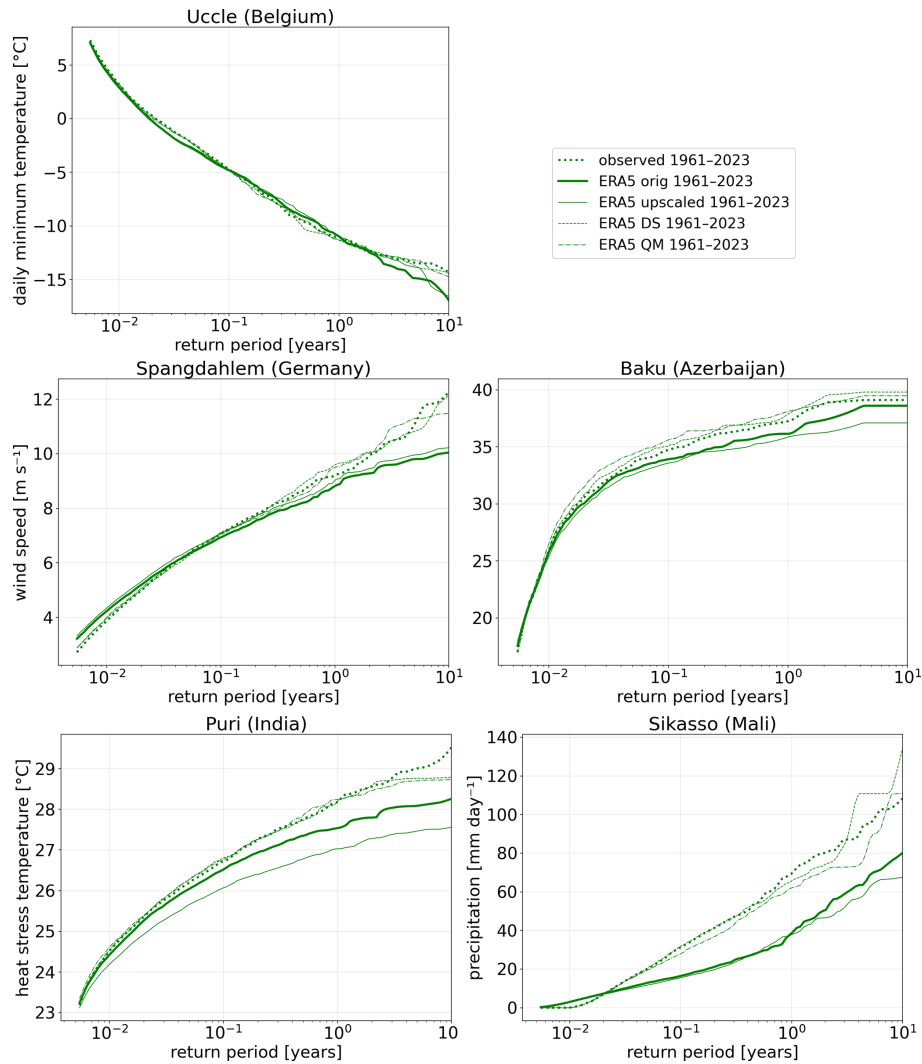 Uccle (Belgium)
daily minimum temperature [°C]
5
0
−5
−10
−15
10⁻² 10⁻¹ 10⁰ 10¹
return period [years]
observed 1961–2023
ERA5 orig 1961–2023
ERA5 upscaled 1961–2023
ERA5 DS 1961–2023
ERA5 QM 1961–2023
Spangdahlem (Germany)
wind speed [m s⁻¹]
12
10
8
6
4
10⁻² 10⁻¹ 10⁰ 10¹
return period [years]
Baku (Azerbaijan)
40
35
30
25
20
10⁻² 10⁻¹ 10⁰ 10¹
return period [years]
Puri (India)
heat stress temperature [°C]
29
28
27
26
25
24
23
10⁻² 10⁻¹ 10⁰ 10
return period [years]
Sikasso (Mali)
precipitation [mm day⁻¹]
140
120
100
80
60
40
20
0
10⁻² 10⁻¹ 10⁰ 10¹
return period [years]